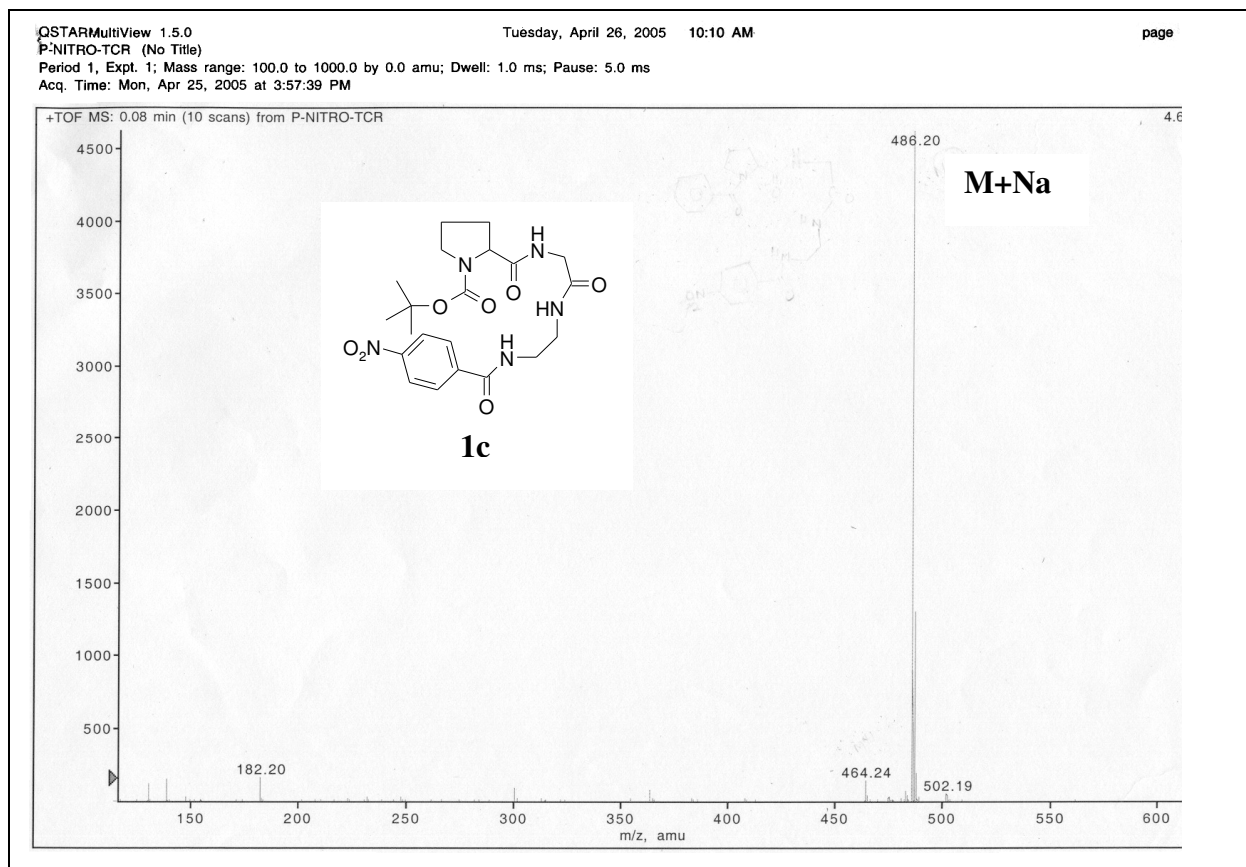 QSTARMultiView 1.5.0 Tuesday, April 26, 2005 10:10 AM page
P-NITRO-TCR (No Title)
Period 1, Expt. 1; Mass range: 100.0 to 1000.0 by 0.0 amu; Dwell: 1.0 ms; Pause: 5.0 ms
Acq. Time: Mon, Apr 25, 2005 at 3:57:39 PM
+TOF MS: 0.08 min (10 scans) from P-NITRO-TCR 4.6
486.20
4500
M+Na
4000
H
N
N
O
O
3500
O
O
HN
O2N
H
N
3000
O
1c
2500
2000
1500
1000
500
182.20
464.24
502.19
150 200 250 300 350 400 450 500 550 600
m/z, amu